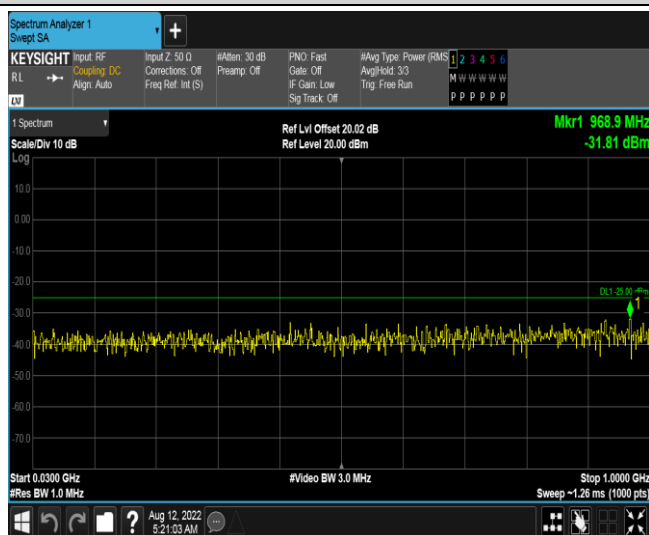 Spectrum Analyzer 1
Swept SA
KEYSIGHT
RL
Input: RF
Coupling: DC
Align: Auto
Input Z: 50 Ω
Corrections: Off
Freq Ref: Int (S)
#Atten: 30 dB
Preamp: Off
PNO: Fast
Gate: Off
IF Gain: Low
Sig Track: Off
#Avg Type: Power (RMS
Avg|Hold: 3/3
Trig: Free Run
1 2 3 4 5 6
M W W W W W
P P P P P P
LXI
1 Spectrum
Scale/Div 10 dB
Log
Ref Lvl Offset 20.02 dB
Ref Level 20.00 dBm
Mkr1 968.9 MHz
-31.81 dBm
10.0
0.00
-10.0
-20.0
DL1 -25.00 dBm
1
-30.0
-40.0
-50.0
-60.0
-70.0
Start 0.0300 GHz
#Res BW 1.0 MHz
#Video BW 3.0 MHz
Stop 1.0000 GHz
Sweep ~1.26 ms (1000 pts)
?
Aug 12, 2022
5:21:03 AM